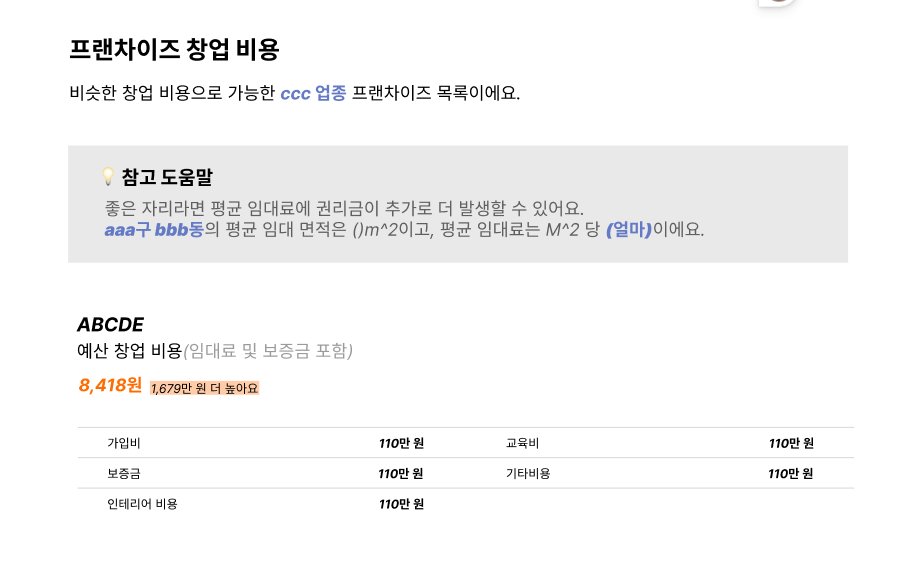 프랜차이즈 창업 비용
비슷한 창업 비용으로 가능한 ccc 업종 프랜차이즈 목록이에요.
참고 도움말
좋은 자리라면 평균 임대료에 권리금이 추가로 더 발생할 수 있어요.
aaa구 bbb동의 평균 임대 면적은 ()m^2이고, 평균 임대료는 M^2 당 (얼마)이에요.
ABCDE
예산 창업 비용(임대료 및 보증금 포함)
8,418원 1,679만 원 더 높아요
가입비 110만 원 교육비 110만 원
보증금 110만 원 기타비용 110만 원
인테리어 비용 110만 원